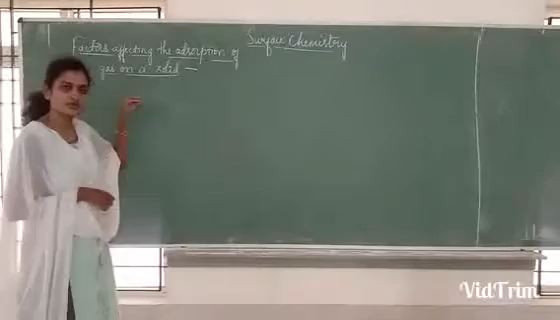 Surface Chemistry
Factors affecting the adsorption of
gas on a solid —
VidTrim